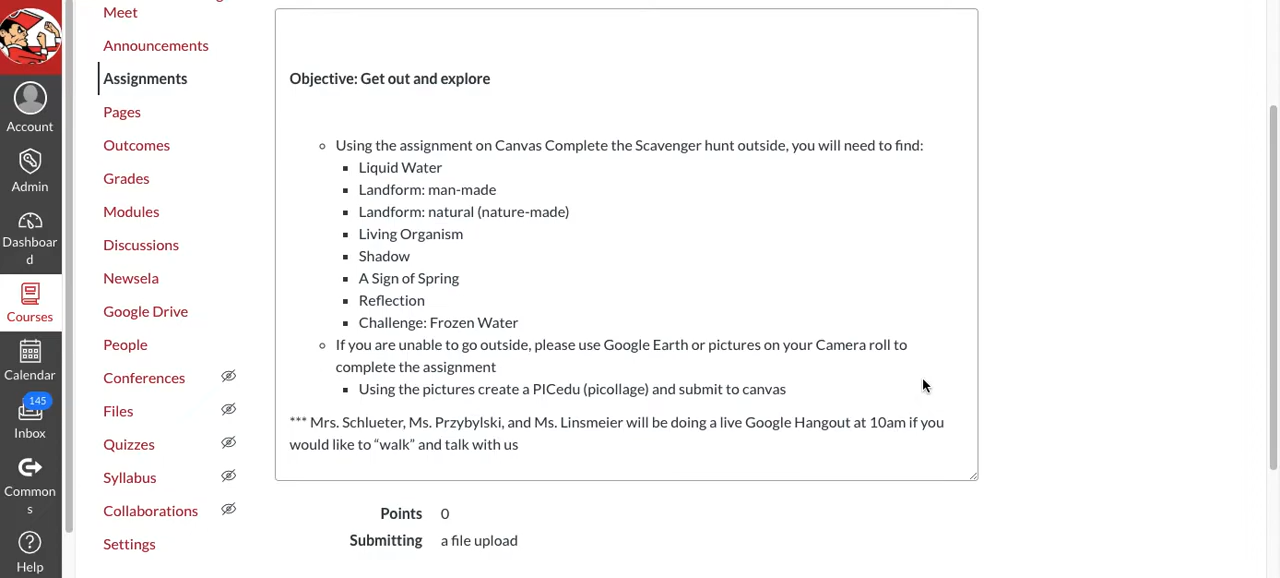 Meet
Announcements
Assignments
Pages
Outcomes
Grades
Modules
Discussions
Newsela
Google Drive
People
Conferences
Files
Quizzes
Syllabus
Collaborations
Settings
Account
Admin
Dashboar
d
Courses
Calendar
145
Inbox
Common
s
Help
Objective: Get out and explore
Using the assignment on Canvas Complete the Scavenger hunt outside, you will need to find:
Liquid Water
Landform: man-made
Landform: natural (nature-made)
Living Organism
Shadow
A Sign of Spring
Reflection
Challenge: Frozen Water
If you are unable to go outside, please use Google Earth or pictures on your Camera roll to
complete the assignment
Using the pictures create a PICedu (picollage) and submit to canvas
*** Mrs. Schlueter, Ms. Przybylski, and Ms. Linsmeier will be doing a live Google Hangout at 10am if you
would like to “walk” and talk with us
Points 0
Submitting a file upload